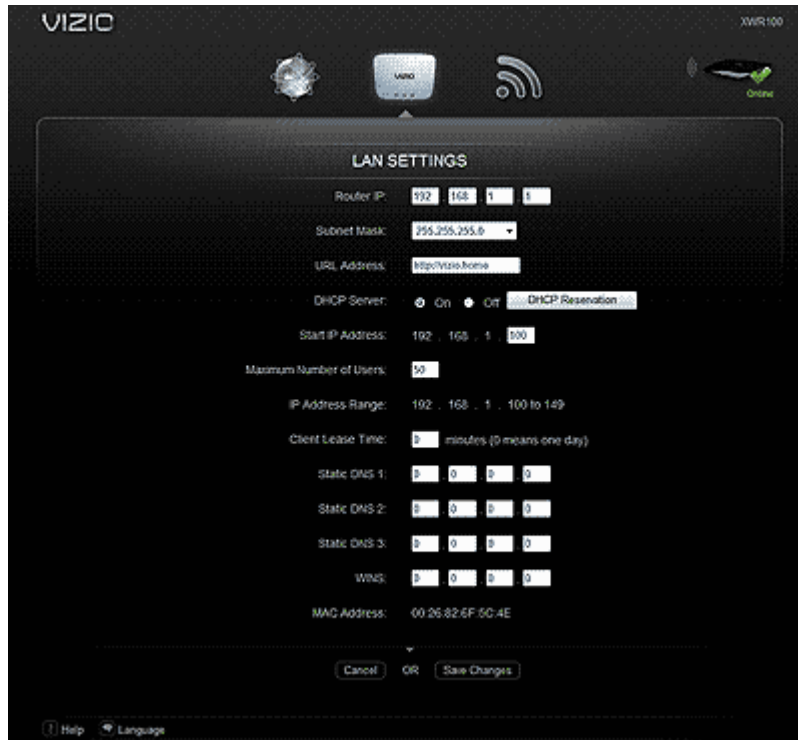 VIZIO
XWR100
VIZIO
Online
LAN SETTINGS
Router IP: 192 . 168 . 1 . 1
Subnet Mask: 255.255.255.0
URL Address: http://vizio.home
DHCP Server: On Off DHCP Reservation
Start IP Address: 192 . 168 . 1 . 100
Maximum Number of Users: 50
IP Address Range: 192 . 168 . 1 . 100 to 149
Client Lease Time: 0 minutes (0 means one day)
Static DNS 1: 0 . 0 . 0 . 0
Static DNS 2: 0 . 0 . 0 . 0
Static DNS 3: 0 . 0 . 0 . 0
WINS: 0 . 0 . 0 . 0
MAC Address: 00:26:82:6F:5C:4E
Cancel OR Save Changes
! Help Language